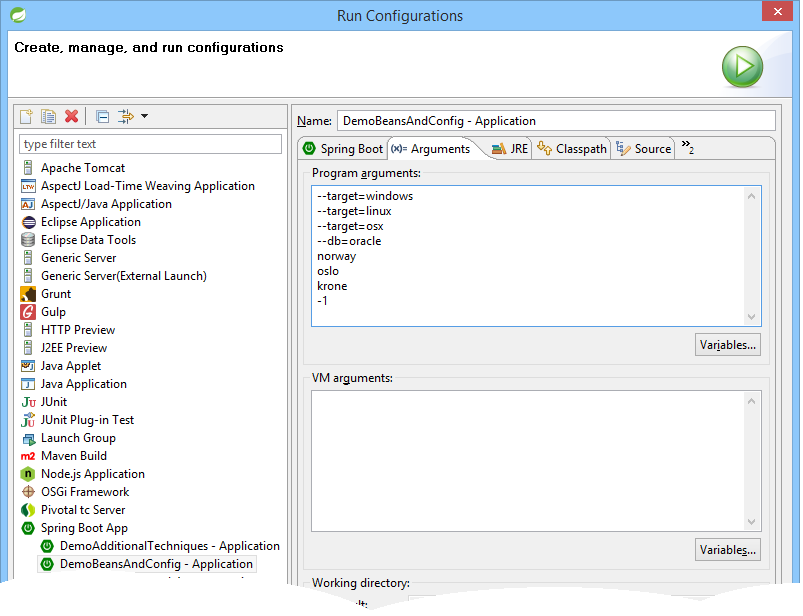 Run Configurations
Create, manage, and run configurations
Name: DemoBeansAndConfig - Application
type filter text
Apache Tomcat
AspectJ Load-Time Weaving Application
AspectJ/Java Application
Eclipse Application
Eclipse Data Tools
Generic Server
Generic Server(External Launch)
Grunt
Gulp
HTTP Preview
J2EE Preview
Java Applet
Java Application
JUnit
JUnit Plug-in Test
Launch Group
Maven Build
Node.js Application
OSGi Framework
Pivotal tc Server
Spring Boot App
DemoAdditionalTechniques - Application
DemoBeansAndConfig - Application
Spring Boot (x)= Arguments JRE Classpath Source »2
Program arguments:
--target=windows
--target=linux
--target=osx
--db=oracle
norway
oslo
krone
-1
Variables...
VM arguments:
Variables...
Working directory: